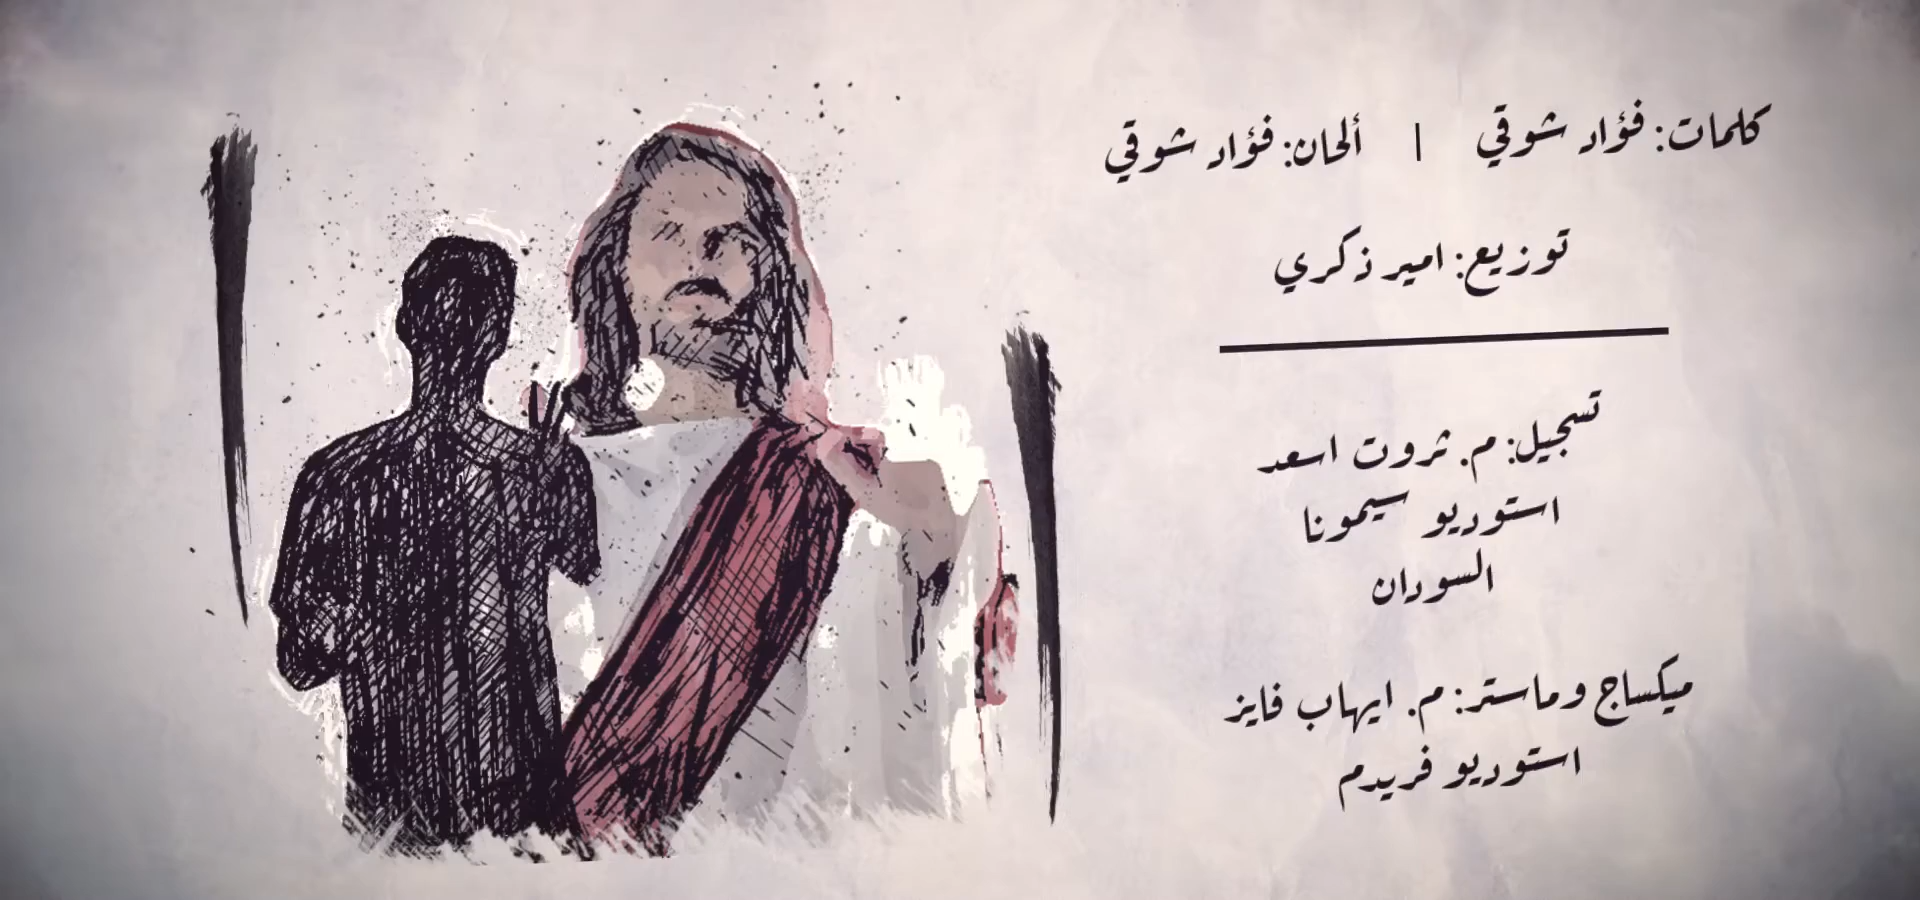 كلمات: فؤاد شوقي | ألحان: فؤاد شوقي
توزيع: امير ذكري
تسجيل: م. ثروت اسعد
استوديو سيمونا
السودان
ميكساج وماستر: م. ايهاب فايز
استوديو فريدم